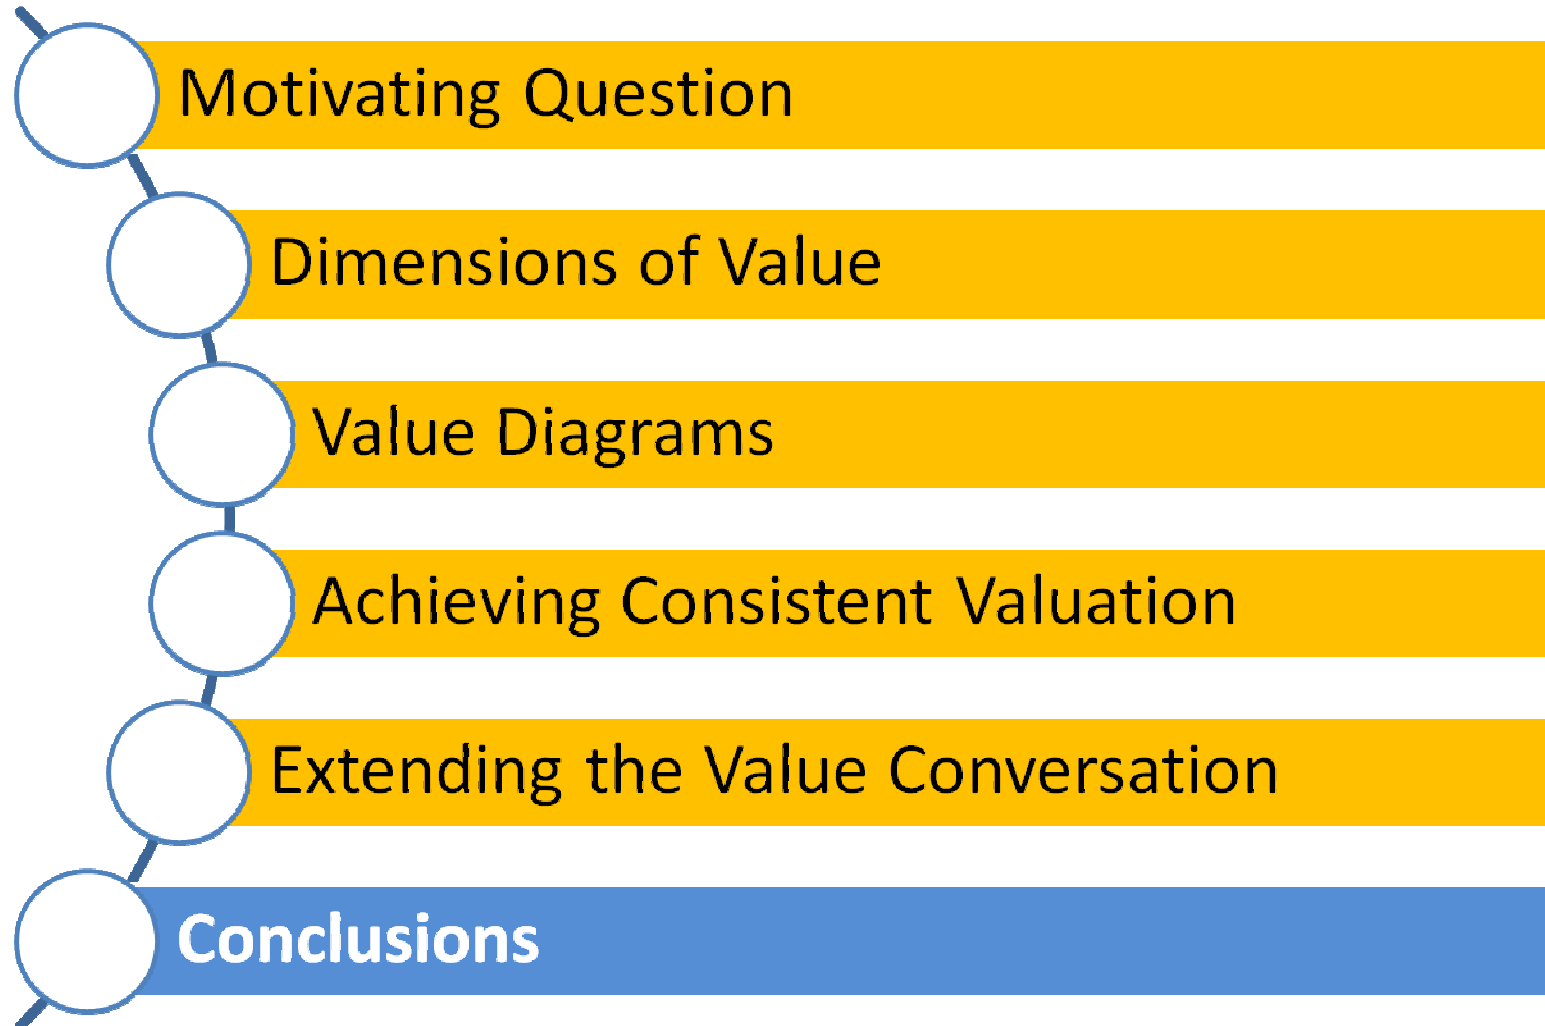 Motivating Question
Dimensions of Value
Value Diagrams
Achieving Consistent Valuation
Extending the Value Conversation
Conclusions